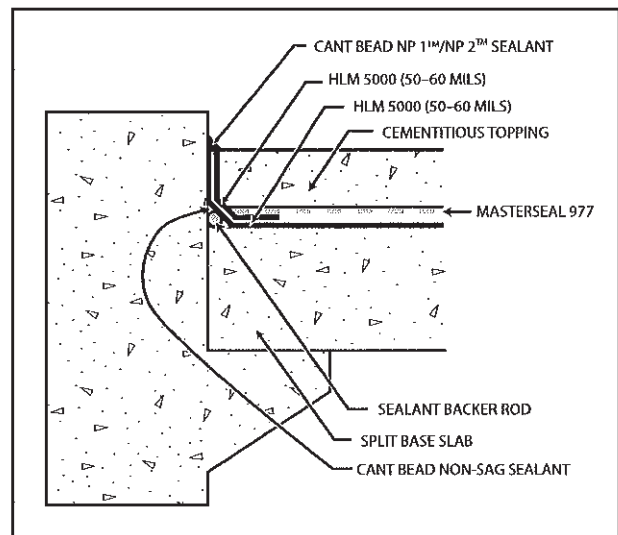 CANT BEAD NP 1™/NP 2™ SEALANT
HLM 5000 (50–60 MILS)
HLM 5000 (50–60 MILS)
CEMENTITIOUS TOPPING
MASTERSEAL 977
SEALANT BACKER ROD
SPLIT BASE SLAB
CANT BEAD NON-SAG SEALANT